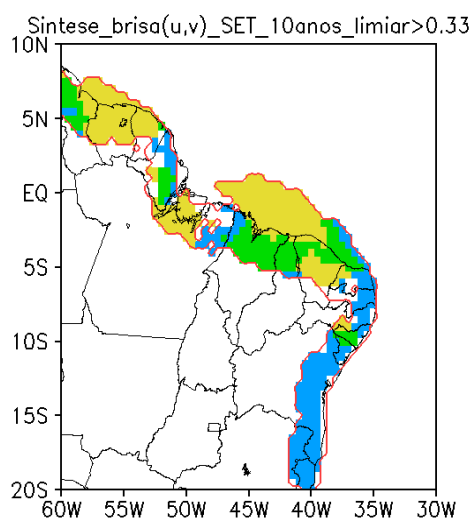 Sintese_brisa(u,v)_SET_10anos_limiar>0.33
10N
5N
EQ
5S
10S
15S
20S
60W 55W 50W 45W 40W 35W 30W